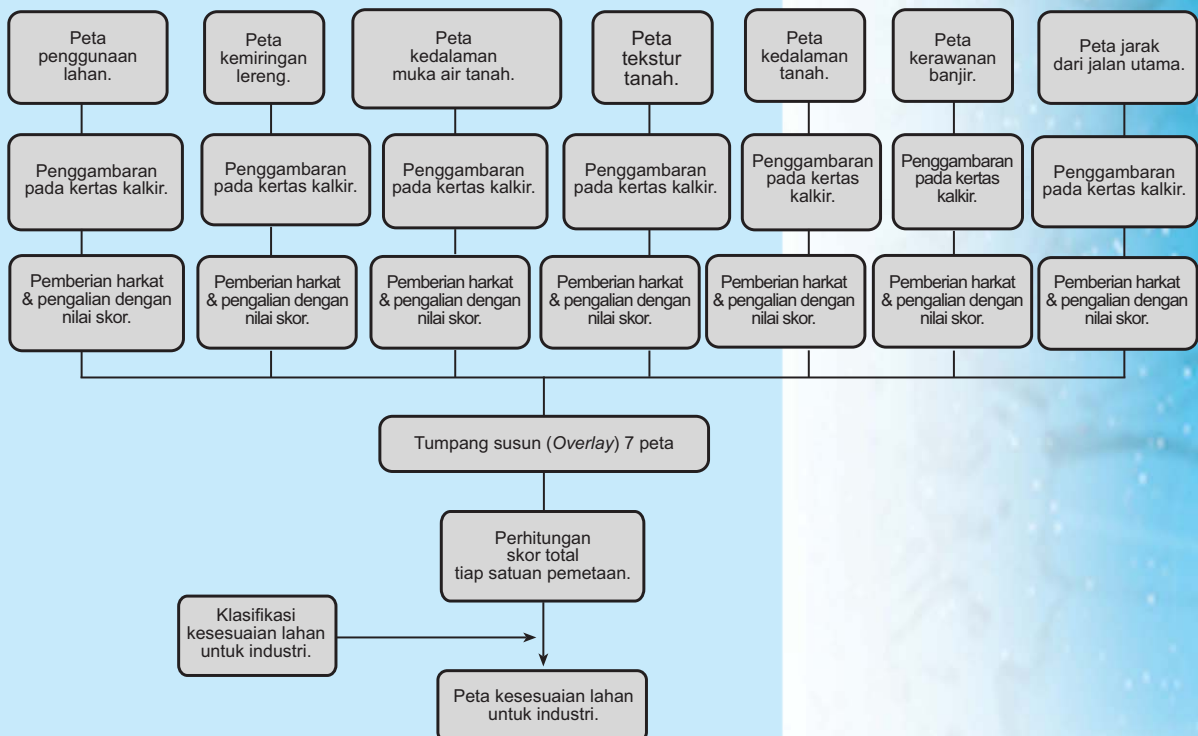 Peta
penggunaan
lahan.
Peta
kemiringan
lereng.
Peta
kedalaman
muka air tanah.
Peta
tekstur
tanah.
Peta
kedalaman
tanah.
Peta
kerawanan
banjir.
Peta jarak
dari jalan utama.
Penggambaran
pada kertas kalkir.
Penggambaran
pada kertas kalkir.
Penggambaran
pada kertas kalkir.
Penggambaran
pada kertas kalkir.
Penggambaran
pada kertas
kalkir.
Penggambaran
pada kertas
kalkir.
Penggambaran
pada kertas kalkir.
Pemberian harkat
& pengalian dengan
nilai skor.
Pemberian harkat
& pengalian dengan
nilai skor.
Pemberian harkat
& pengalian dengan
nilai skor.
Pemberian harkat
& pengalian dengan
nilai skor.
Pemberian harkat
& pengalian dengan
nilai skor.
Pemberian harkat
& pengalian dengan
nilai skor.
Pemberian harkat
& pengalian dengan
nilai skor.
Tumpang susun (Overlay) 7 peta
Perhitungan
skor total
tiap satuan pemetaan.
Klasifikasi
kesesuaian lahan
untuk industri.
Peta kesesuaian lahan
untuk industri.